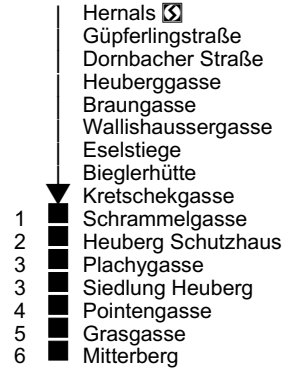 Hernals S
Güpferlingstraße
Dornbacher Straße
Heuberggasse
Braungasse
Wallishaussergasse
Eselstiege
Bieglerhütte
Kretschekgasse
1 Schrammelgasse
2 Heuberg Schutzhaus
3 Plachygasse
3 Siedlung Heuberg
4 Pointengasse
5 Grasgasse
6 Mitterberg